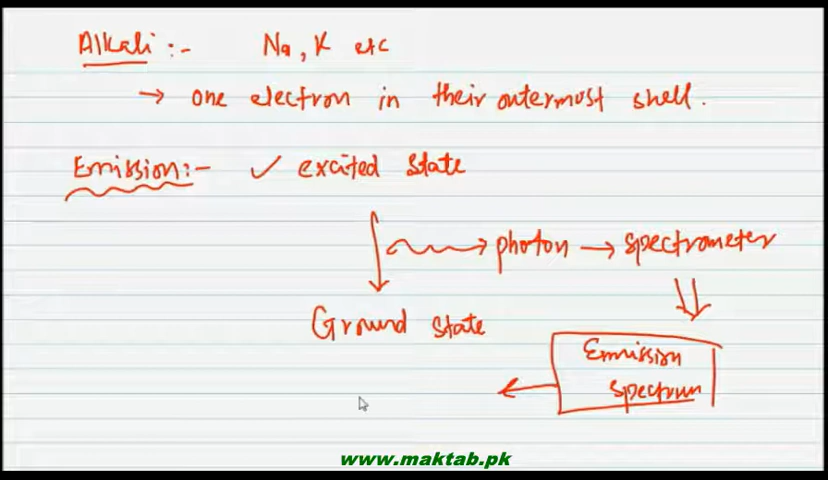 Alkali :- Na, K etc
→ one electron in their outermost shell.
Emission :- ✓ excited state
→ photon → spectrometer
Ground state
Emission
spectrum
www.maktab.pk